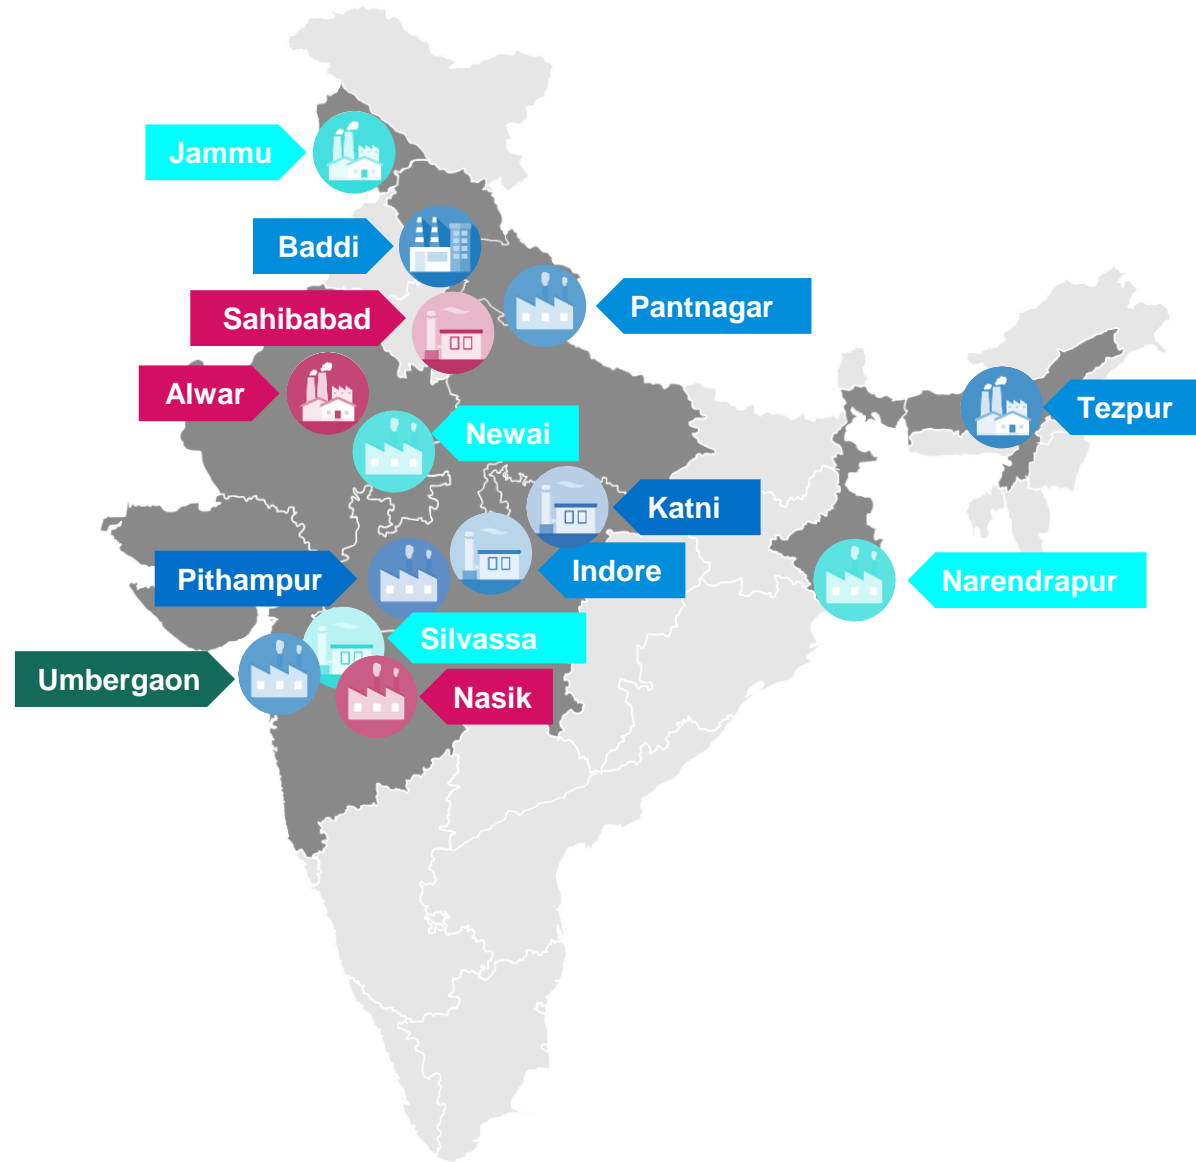 Jammu
Baddi
Pantnagar
Sahibabad
Alwar
Tezpur
Newai
Katni
Indore
Pithampur
Narendrapur
Silvassa
Umbergaon
Nasik